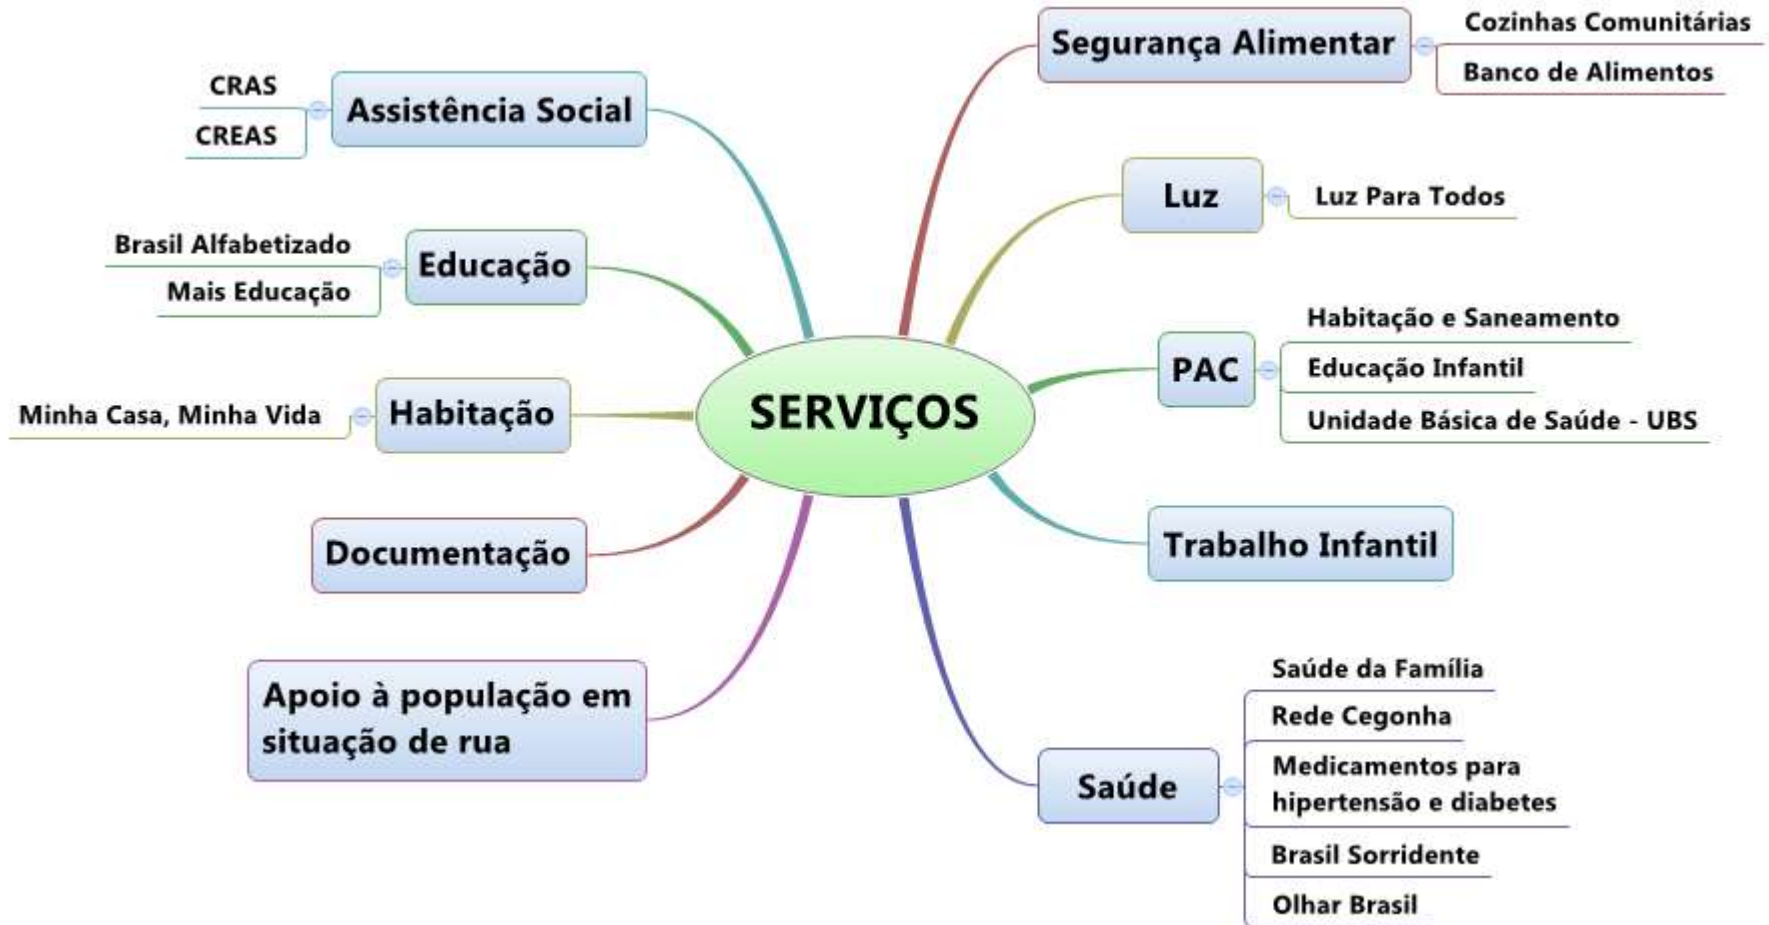 SERVIÇOS
Segurança Alimentar
Cozinhas Comunitárias
Banco de Alimentos
Luz
Luz Para Todos
PAC
Habitação e Saneamento
Educação Infantil
Unidade Básica de Saúde - UBS
Trabalho Infantil
Saúde
Saúde da Família
Rede Cegonha
Medicamentos para
hipertensão e diabetes
Brasil Sorridente
Olhar Brasil
Assistência Social
CRAS
CREAS
Educação
Brasil Alfabetizado
Mais Educação
Habitação
Minha Casa, Minha Vida
Documentação
Apoio à população em
situação de rua